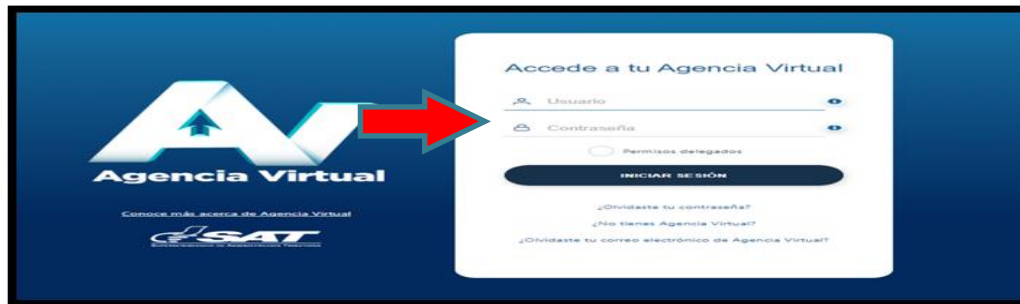 Accede a tu Agencia Virtual
Usuario
Contraseña
Permisos delegados
INICIAR SESIÓN
¿Olvidaste tu contraseña?
¿No tienes Agencia Virtual?
¿Olvidaste tu correo electrónico de Agencia Virtual?
Agencia Virtual
Conoce más acerca de Agencia Virtual
SAT